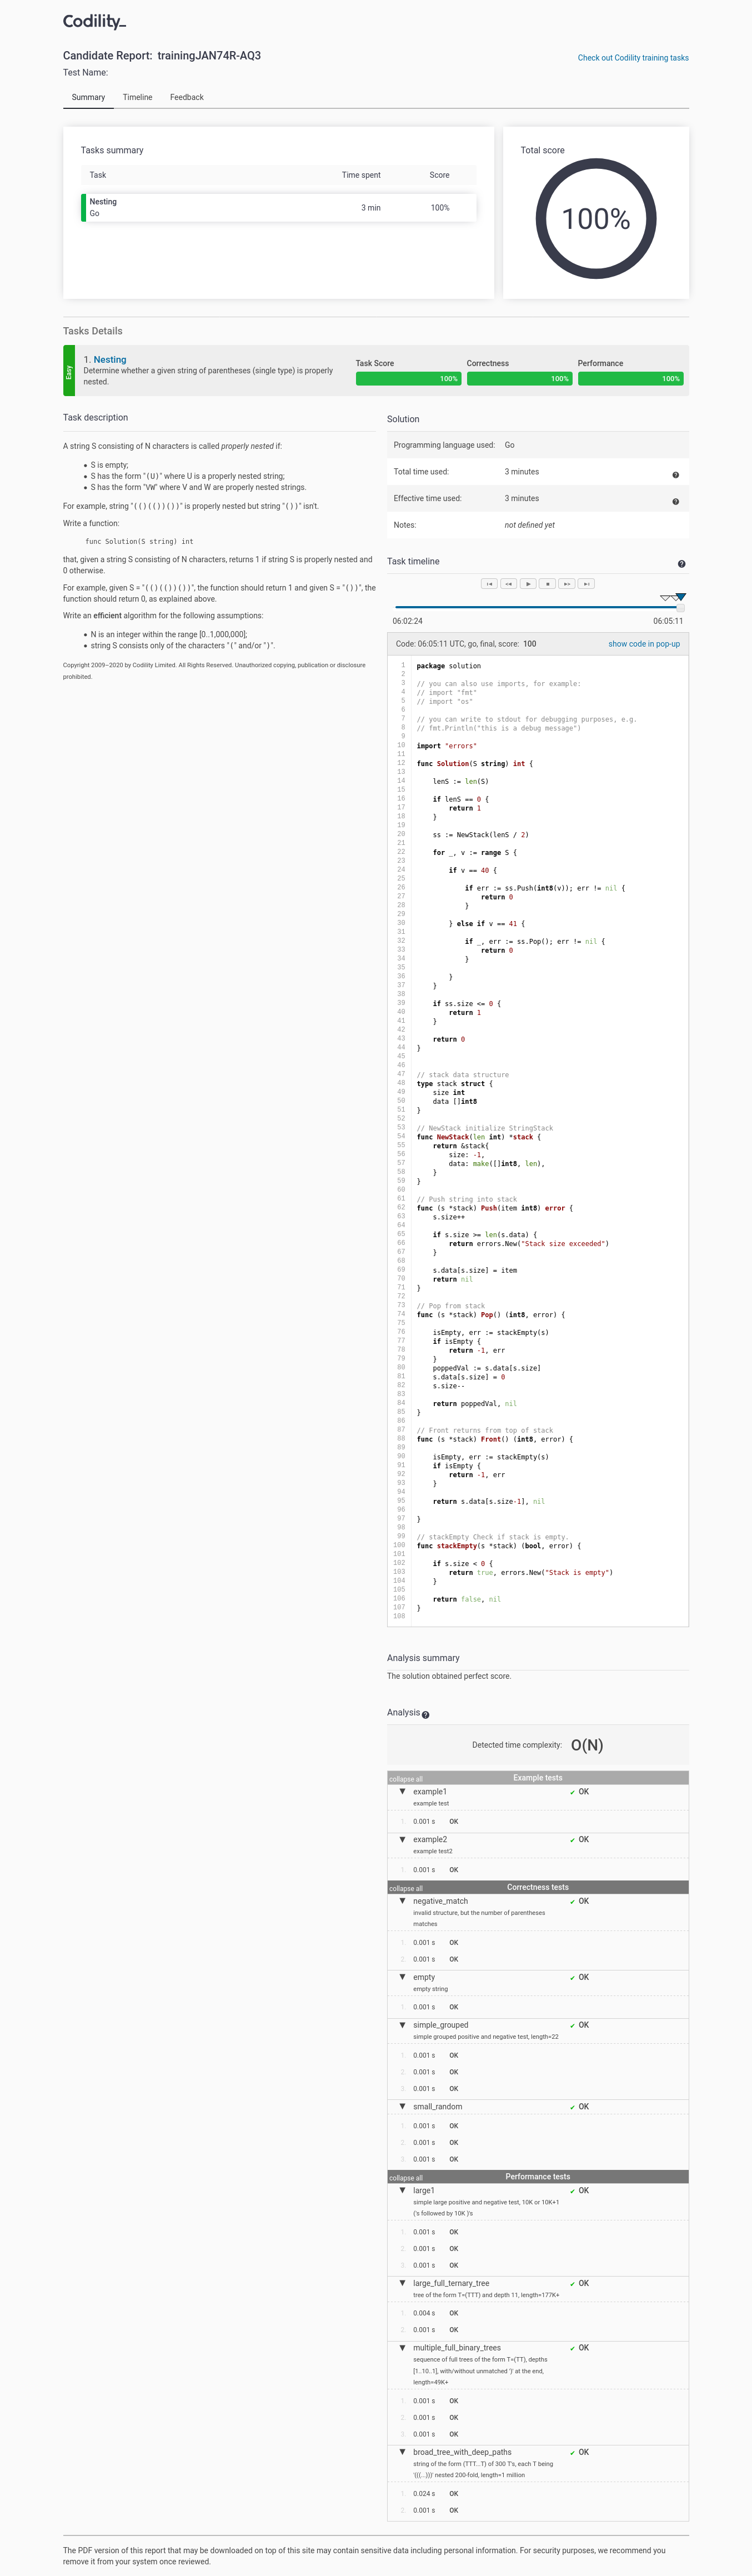 Codility_
Candidate Report: trainingJAN74R-AQ3
Check out Codility training tasks
Test Name:
Summary Timeline Feedback
Tasks summary
Task Time spent Score
Nesting
Go
3 min 100%
Total score
100%
Tasks Details
Easy
1. Nesting
Determine whether a given string of parentheses (single type) is properly
nested.
Task Score Correctness Performance
100% 100% 100%
Task description
A string S consisting of N characters is called properly nested if:
S is empty;
S has the form "(U)" where U is a properly nested string;
S has the form "VW" where V and W are properly nested strings.
For example, string "(()(())())" is properly nested but string "())" isn't.
Write a function:
func Solution(S string) int
that, given a string S consisting of N characters, returns 1 if string S is properly nested and
0 otherwise.
For example, given S = "(()(())())", the function should return 1 and given S = "())", the
function should return 0, as explained above.
Write an efficient algorithm for the following assumptions:
N is an integer within the range [0..1,000,000];
string S consists only of the characters "(" and/or ")".
Copyright 2009–2020 by Codility Limited. All Rights Reserved. Unauthorized copying, publication or disclosure
prohibited.
Solution
Programming language used: Go
Total time used: 3 minutes
Effective time used: 3 minutes
Notes: not defined yet
Task timeline
06:02:24 06:05:11
Code: 06:05:11 UTC, go, final, score: 100
show code in pop-up
1 package solution
2
3 // you can also use imports, for example:
4 // import "fmt"
5 // import "os"
6
7 // you can write to stdout for debugging purposes, e.g.
8 // fmt.Println("this is a debug message")
9
10 import "errors"
11
12 func Solution(S string) int {
13
14 lenS := len(S)
15
16 if lenS == 0 {
17 return 1
18 }
19
20 ss := NewStack(lenS / 2)
21
22 for _, v := range S {
23
24 if v == 40 {
25
26 if err := ss.Push(int8(v)); err != nil {
27 return 0
28 }
29
30 } else if v == 41 {
31
32 if _, err := ss.Pop(); err != nil {
33 return 0
34 }
35
36 }
37 }
38
39 if ss.size <= 0 {
40 return 1
41 }
42
43 return 0
44 }
45
46
47 // stack data structure
48 type stack struct {
49 size int
50 data []int8
51 }
52
53 // NewStack initialize StringStack
54 func NewStack(len int) *stack {
55 return &stack{
56 size: -1,
57 data: make([]int8, len),
58 }
59 }
60
61 // Push string into stack
62 func (s *stack) Push(item int8) error {
63 s.size++
64
65 if s.size >= len(s.data) {
66 return errors.New("Stack size exceeded")
67 }
68
69 s.data[s.size] = item
70 return nil
71 }
72
73 // Pop from stack
74 func (s *stack) Pop() (int8, error) {
75
76 isEmpty, err := stackEmpty(s)
77 if isEmpty {
78 return -1, err
79 }
80 poppedVal := s.data[s.size]
81 s.data[s.size] = 0
82 s.size--
83
84 return poppedVal, nil
85 }
86
87 // Front returns from top of stack
88 func (s *stack) Front() (int8, error) {
89
90 isEmpty, err := stackEmpty(s)
91 if isEmpty {
92 return -1, err
93 }
94
95 return s.data[s.size-1], nil
96
97 }
98
99 // stackEmpty Check if stack is empty.
100 func stackEmpty(s *stack) (bool, error) {
101
102 if s.size < 0 {
103 return true, errors.New("Stack is empty")
104 }
105
106 return false, nil
107 }
108
Analysis summary
The solution obtained perfect score.
Analysis
Detected time complexity: O(N)
collapse all Example tests
▼ example1 ✔ OK
example test
1. 0.001 s OK
▼ example2 ✔ OK
example test2
1. 0.001 s OK
collapse all Correctness tests
▼ negative_match ✔ OK
invalid structure, but the number of parentheses
matches
1. 0.001 s OK
2. 0.001 s OK
▼ empty ✔ OK
empty string
1. 0.001 s OK
▼ simple_grouped ✔ OK
simple grouped positive and negative test, length=22
1. 0.001 s OK
2. 0.001 s OK
3. 0.001 s OK
▼ small_random ✔ OK
1. 0.001 s OK
2. 0.001 s OK
3. 0.001 s OK
collapse all Performance tests
▼ large1 ✔ OK
simple large positive and negative test, 10K or 10K+1
('s followed by 10K )'s
1. 0.001 s OK
2. 0.001 s OK
3. 0.001 s OK
▼ large_full_ternary_tree ✔ OK
tree of the form T=(TTT) and depth 11, length=177K+
1. 0.004 s OK
2. 0.001 s OK
▼ multiple_full_binary_trees ✔ OK
sequence of full trees of the form T=(TT), depths
[1..10..1], with/without unmatched ')' at the end,
length=49K+
1. 0.001 s OK
2. 0.001 s OK
3. 0.001 s OK
▼ broad_tree_with_deep_paths ✔ OK
string of the form (TTT...T) of 300 T's, each T being
'(((...)))' nested 200-fold, length=1 million
1. 0.024 s OK
2. 0.001 s OK
The PDF version of this report that may be downloaded on top of this site may contain sensitive data including personal information. For security purposes, we recommend you
remove it from your system once reviewed.